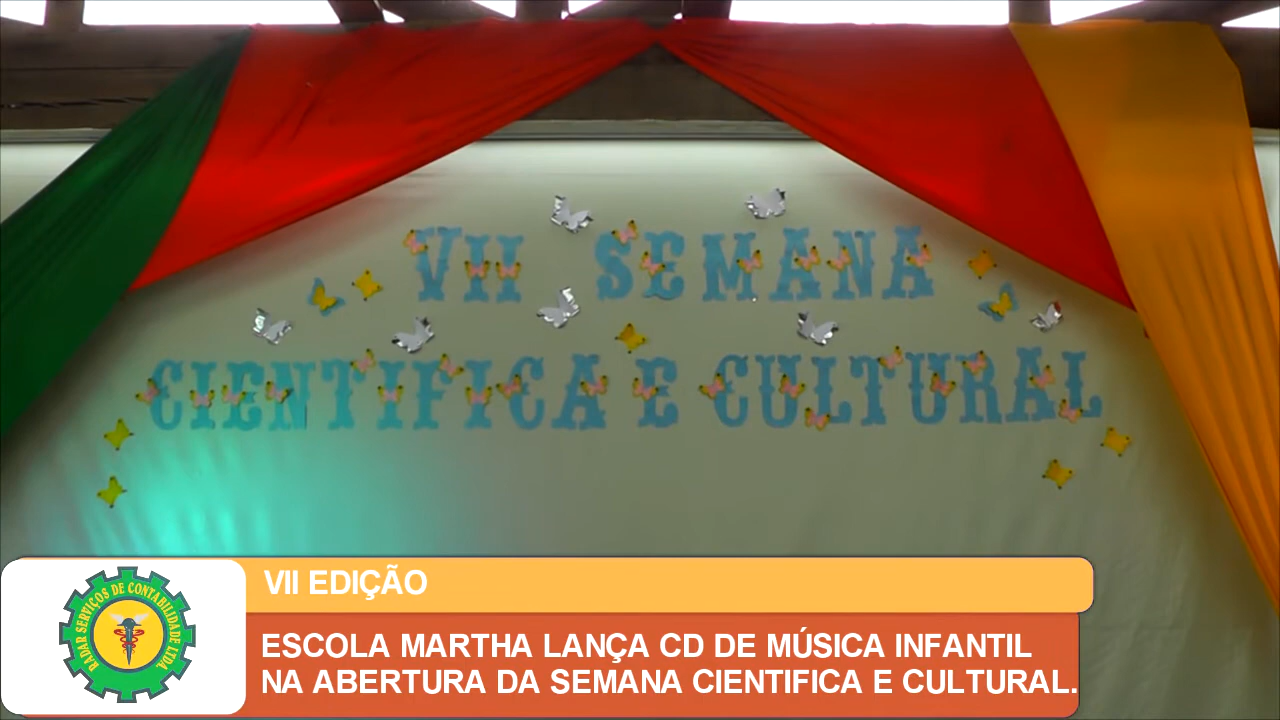 VII SEMANA
CIENTIFICA E CULTURAL
VII EDIÇÃO
RADAR SERVIÇOS DE CONTABILIDADE LTDA.
ESCOLA MARTHA LANÇA CD DE MÚSICA INFANTIL
NA ABERTURA DA SEMANA CIENTIFICA E CULTURAL.